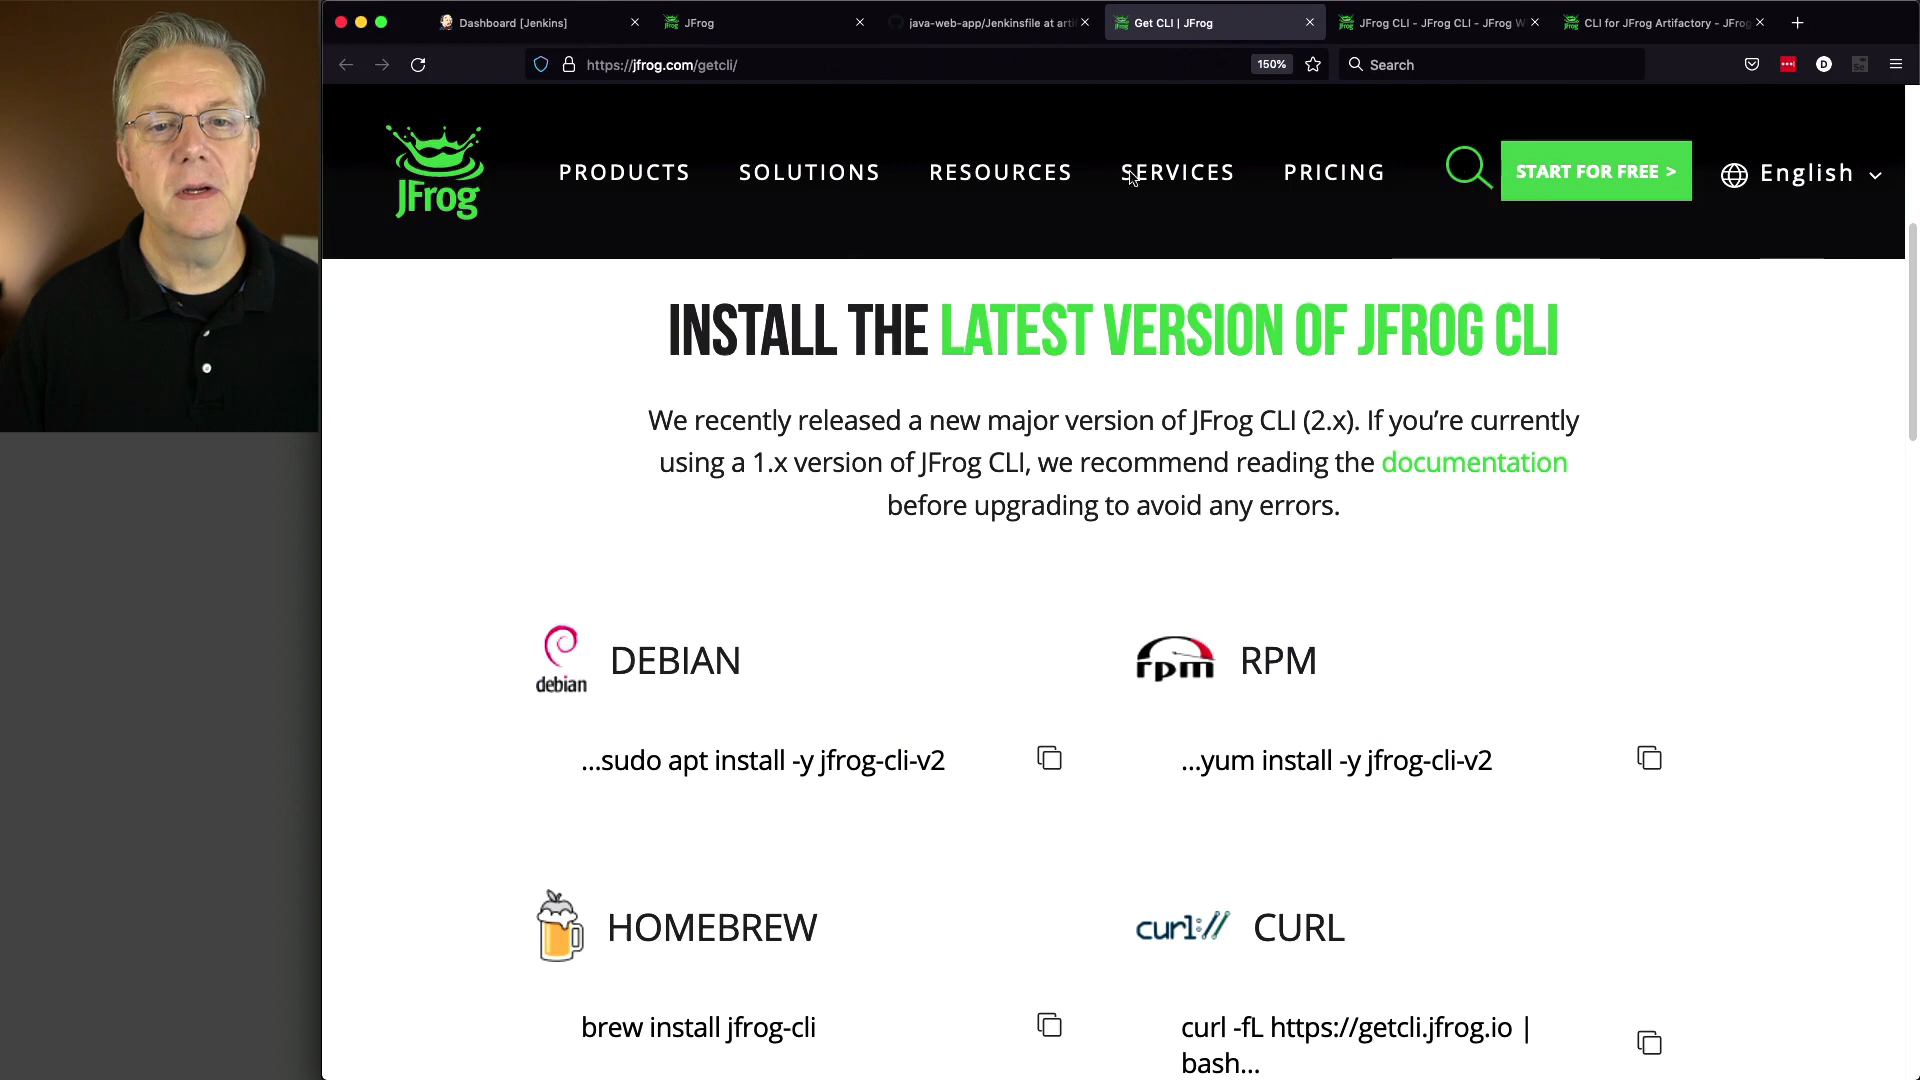 Dashboard [Jenkins]
JFrog
java-web-app/Jenkinsfile at arti
Get CLI | JFrog
JFrog CLI - JFrog CLI - JFrog W
CLI for JFrog Artifactory - JFrog
https://jfrog.com/getcli/
150%
Search
D
JFrog
PRODUCTS
SOLUTIONS
RESOURCES
SERVICES
PRICING
START FOR FREE >
English
INSTALL THE LATEST VERSION OF JFROG CLI
We recently released a new major version of JFrog CLI (2.x). If you’re currently
using a 1.x version of JFrog CLI, we recommend reading the documentation
before upgrading to avoid any errors.
debian
DEBIAN
rpm
RPM
...sudo apt install -y jfrog-cli-v2
...yum install -y jfrog-cli-v2
HOMEBREW
curl://
CURL
brew install jfrog-cli
curl -fL https://getcli.jfrog.io |
bash...